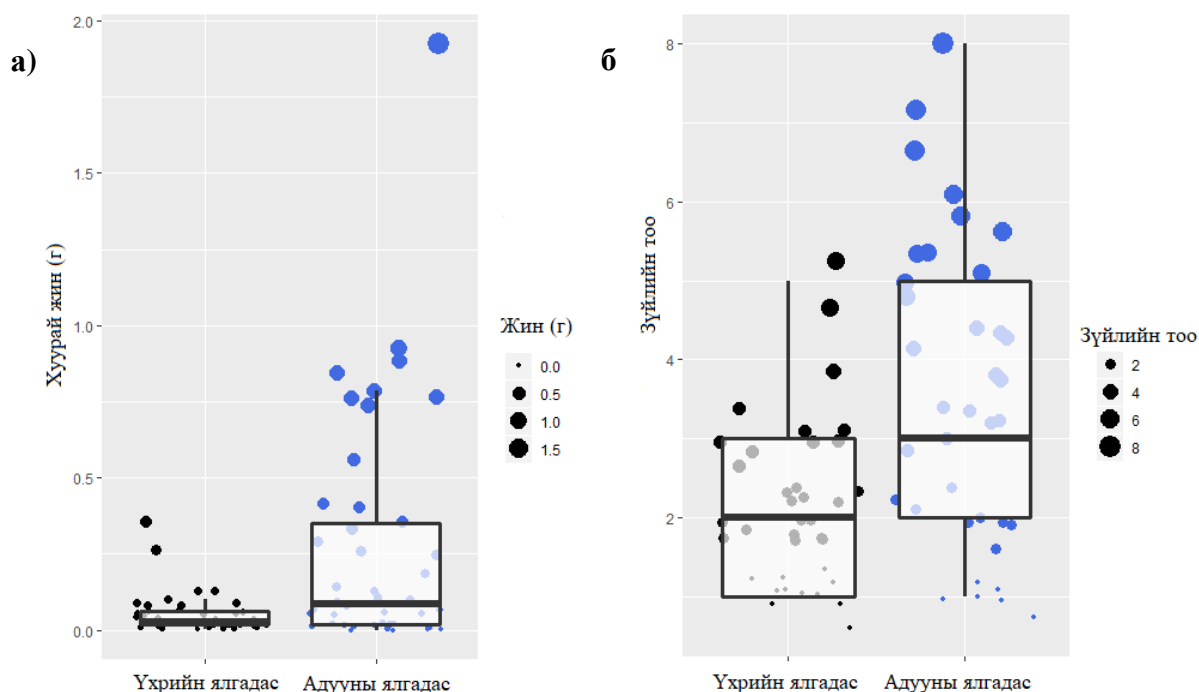 а)
2.0
1.5
1.0
0.5
0.0
Хуурай жин (г)
Үхрийн ялгадас
Адууны ялгадас
Жин (г)
0.0
0.5
1.0
1.5
б
8
6
4
2
Зүйлийн тоо
Үхрийн ялгадас
Адууны ялгадас
Зүйлийн тоо
2
4
6
8